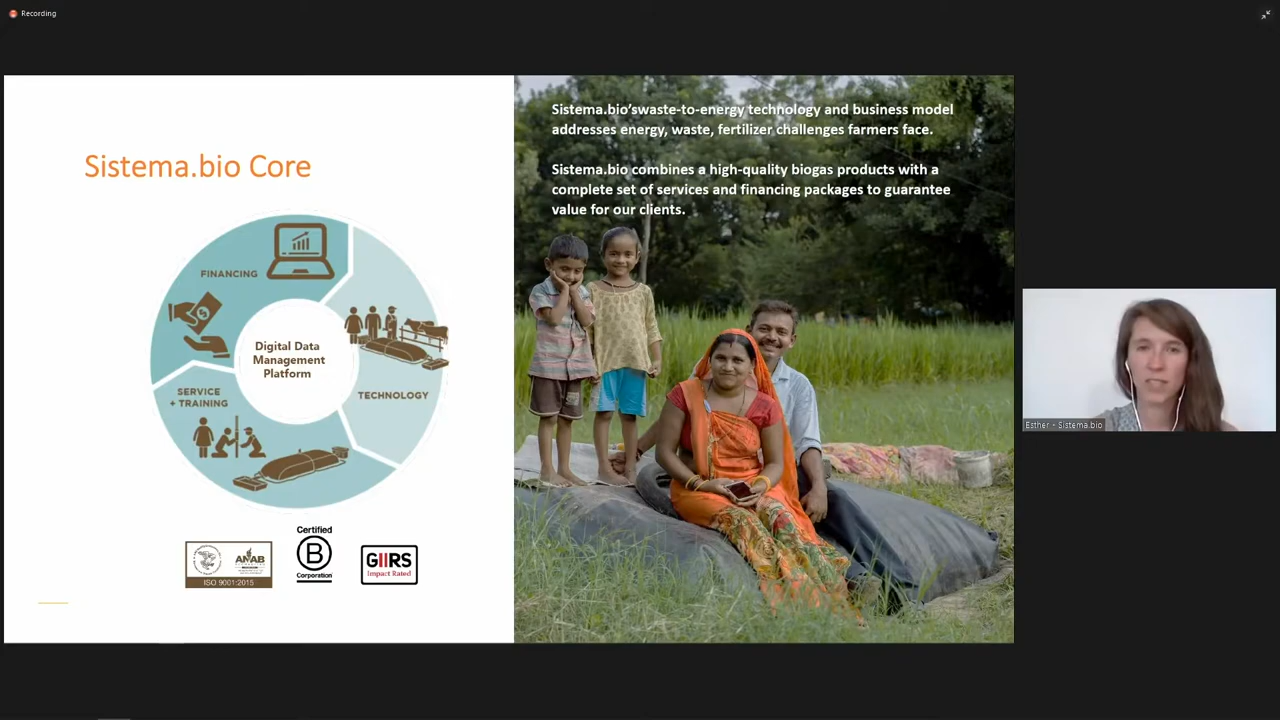 Recording
Sistema.bio'swaste-to-energy technology and business model
addresses energy, waste, fertilizer challenges farmers face.
Sistema.bio combines a high-quality biogas products with a
complete set of services and financing packages to guarantee
value for our clients.
Sistema.bio Core
FINANCING
Digital Data
Management
Platform
SERVICE
+ TRAINING
TECHNOLOGY
Esther - Sistema.bio
Certified
B
Corporation
ANAB
ISO 9001:2015
GIIRS
Impact Rated